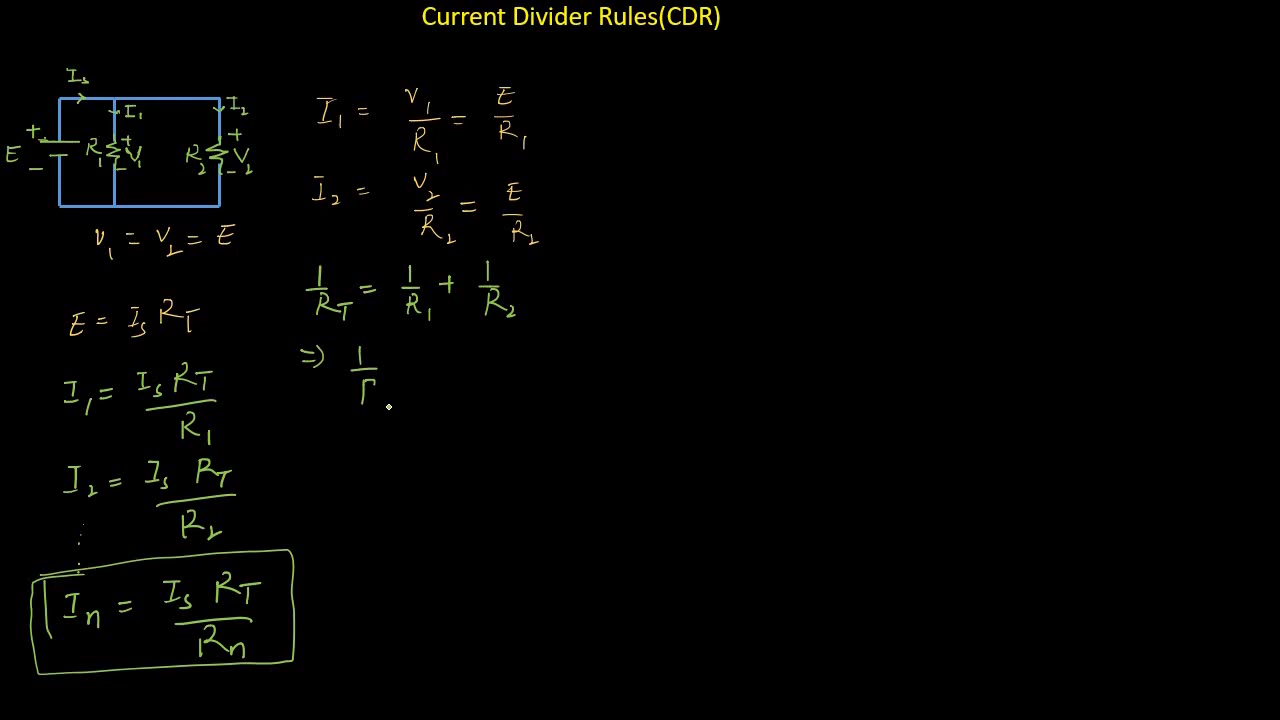 Current Divider Rules(CDR)
Is
I1
I2
+
E
−
R1
+
V1
−
R2
+
V2
−
V1 = V2 = E
E = Is RT
I1 = Is RT / R1
I2 = Is RT / R2
In = Is RT / Rn
I1 = V1 / R1 = E / R1
I2 = V2 / R2 = E / R2
1 / RT = 1 / R1 + 1 / R2
⇒ 1 /